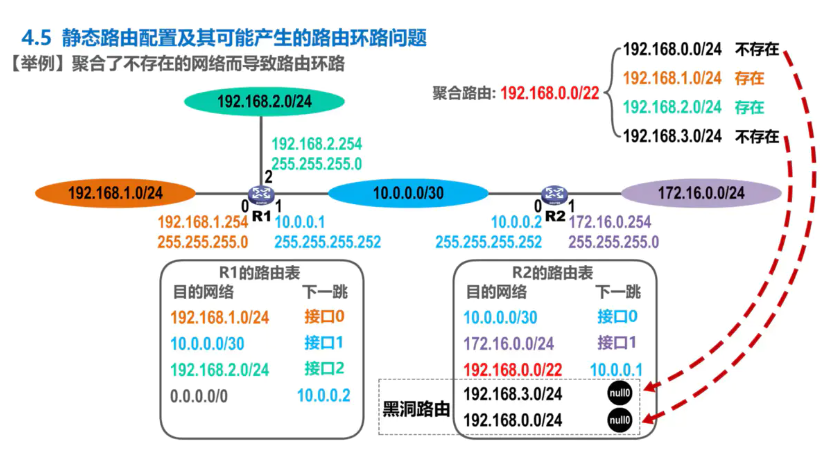 4.5 静态路由配置及其可能产生的路由环路问题
【举例】聚合了不存在的网络而导致路由环路
聚合路由: 192.168.0.0/22
192.168.0.0/24 不存在
192.168.1.0/24 存在
192.168.2.0/24 存在
192.168.3.0/24 不存在
192.168.2.0/24
192.168.2.254
255.255.255.0
2
192.168.1.0/24
0
1
R1
10.0.0.0/30
0
1
R2
172.16.0.0/24
192.168.1.254
255.255.255.0
10.0.0.1
255.255.255.252
10.0.0.2
255.255.255.252
172.16.0.254
255.255.255.0
R1的路由表
目的网络 下一跳
192.168.1.0/24 接口0
10.0.0.0/30 接口1
192.168.2.0/24 接口2
0.0.0.0/0 10.0.0.2
R2的路由表
目的网络 下一跳
10.0.0.0/30 接口0
172.16.0.0/24 接口1
192.168.0.0/22 10.0.0.1
黑洞路由
192.168.3.0/24 null0
192.168.0.0/24 null0